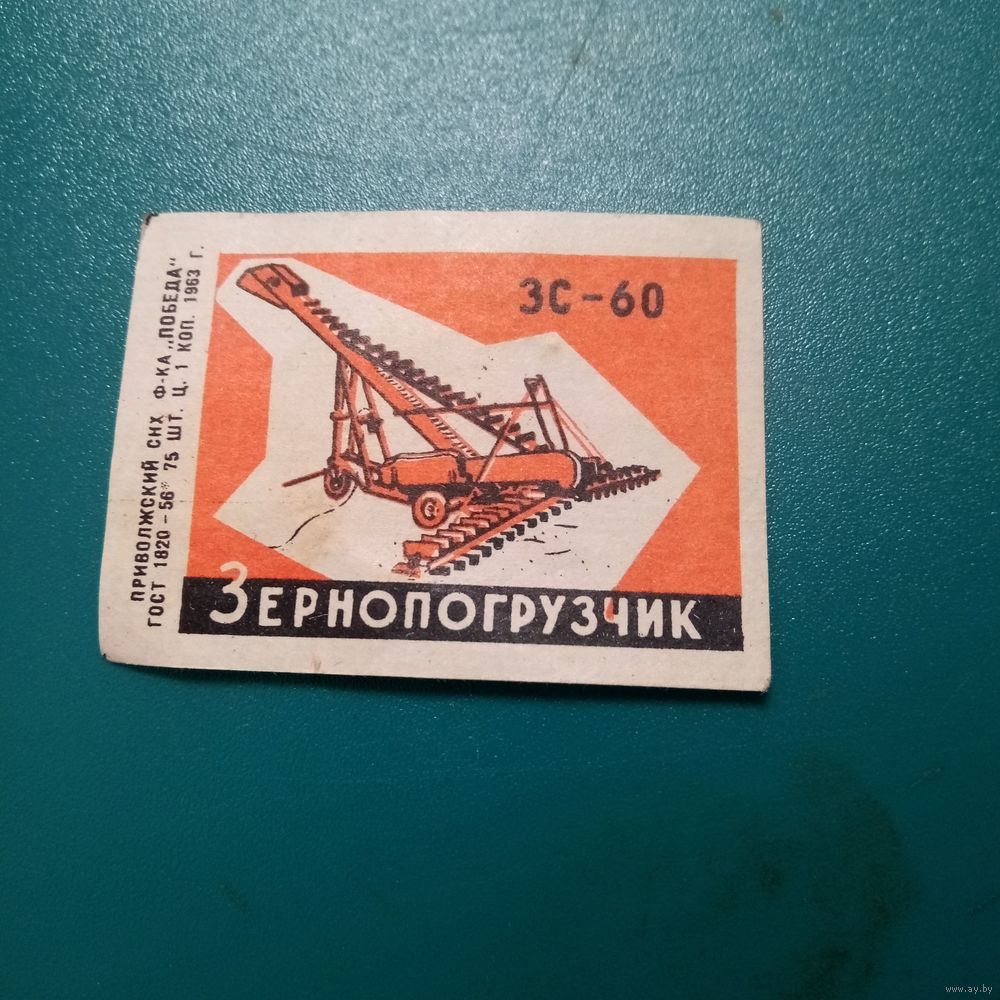 ПРИВОЛЖСКИЙ СНХ Ф-КА „ПОБЕДА“
ГОСТ 1820-56* 75 ШТ. Ц. 1 КОП. 1963 Г.
ЗС-60
ЗЕРНОПОГРУЗЧИК
www.ay.by